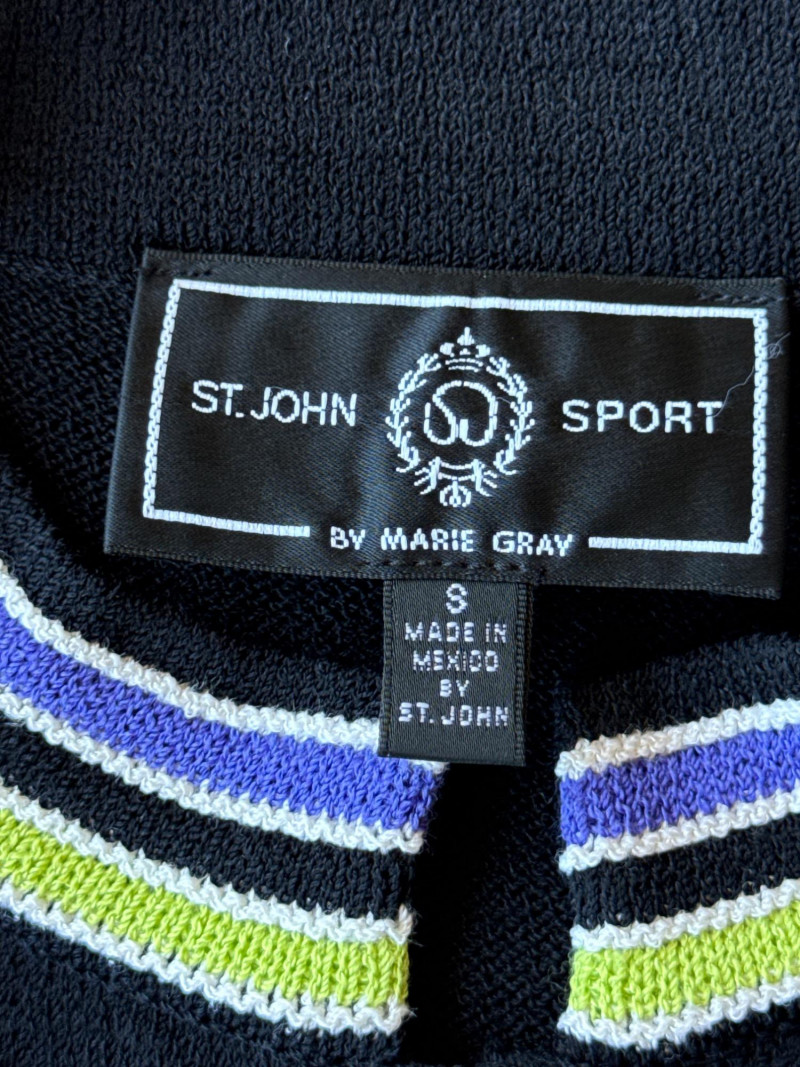 ST. JOHN SPORT
BY MARIE GRAY
S
MADE IN
MEXICO
BY
ST. JOHN